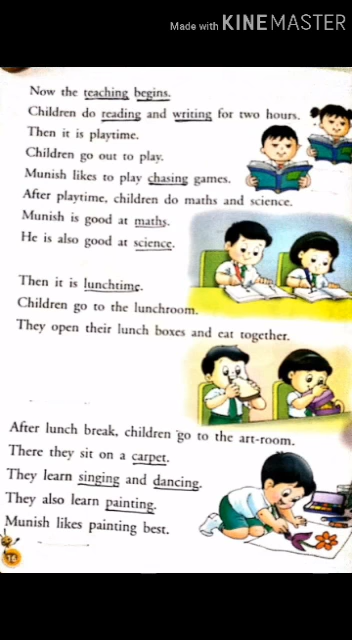 Made with KINEMASTER
Now the teaching begins.
Children do reading and writing for two hours.
Then it is playtime.
Children go out to play.
Munish likes to play chasing games.
After playtime, children do maths and science.
Munish is good at maths.
He is also good at science.
Then it is lunchtime.
Children go to the lunchroom.
They open their lunch boxes and eat together.
After lunch break, children go to the art-room.
There they sit on a carpet.
They learn singing and dancing.
They also learn painting.
Munish likes painting best.